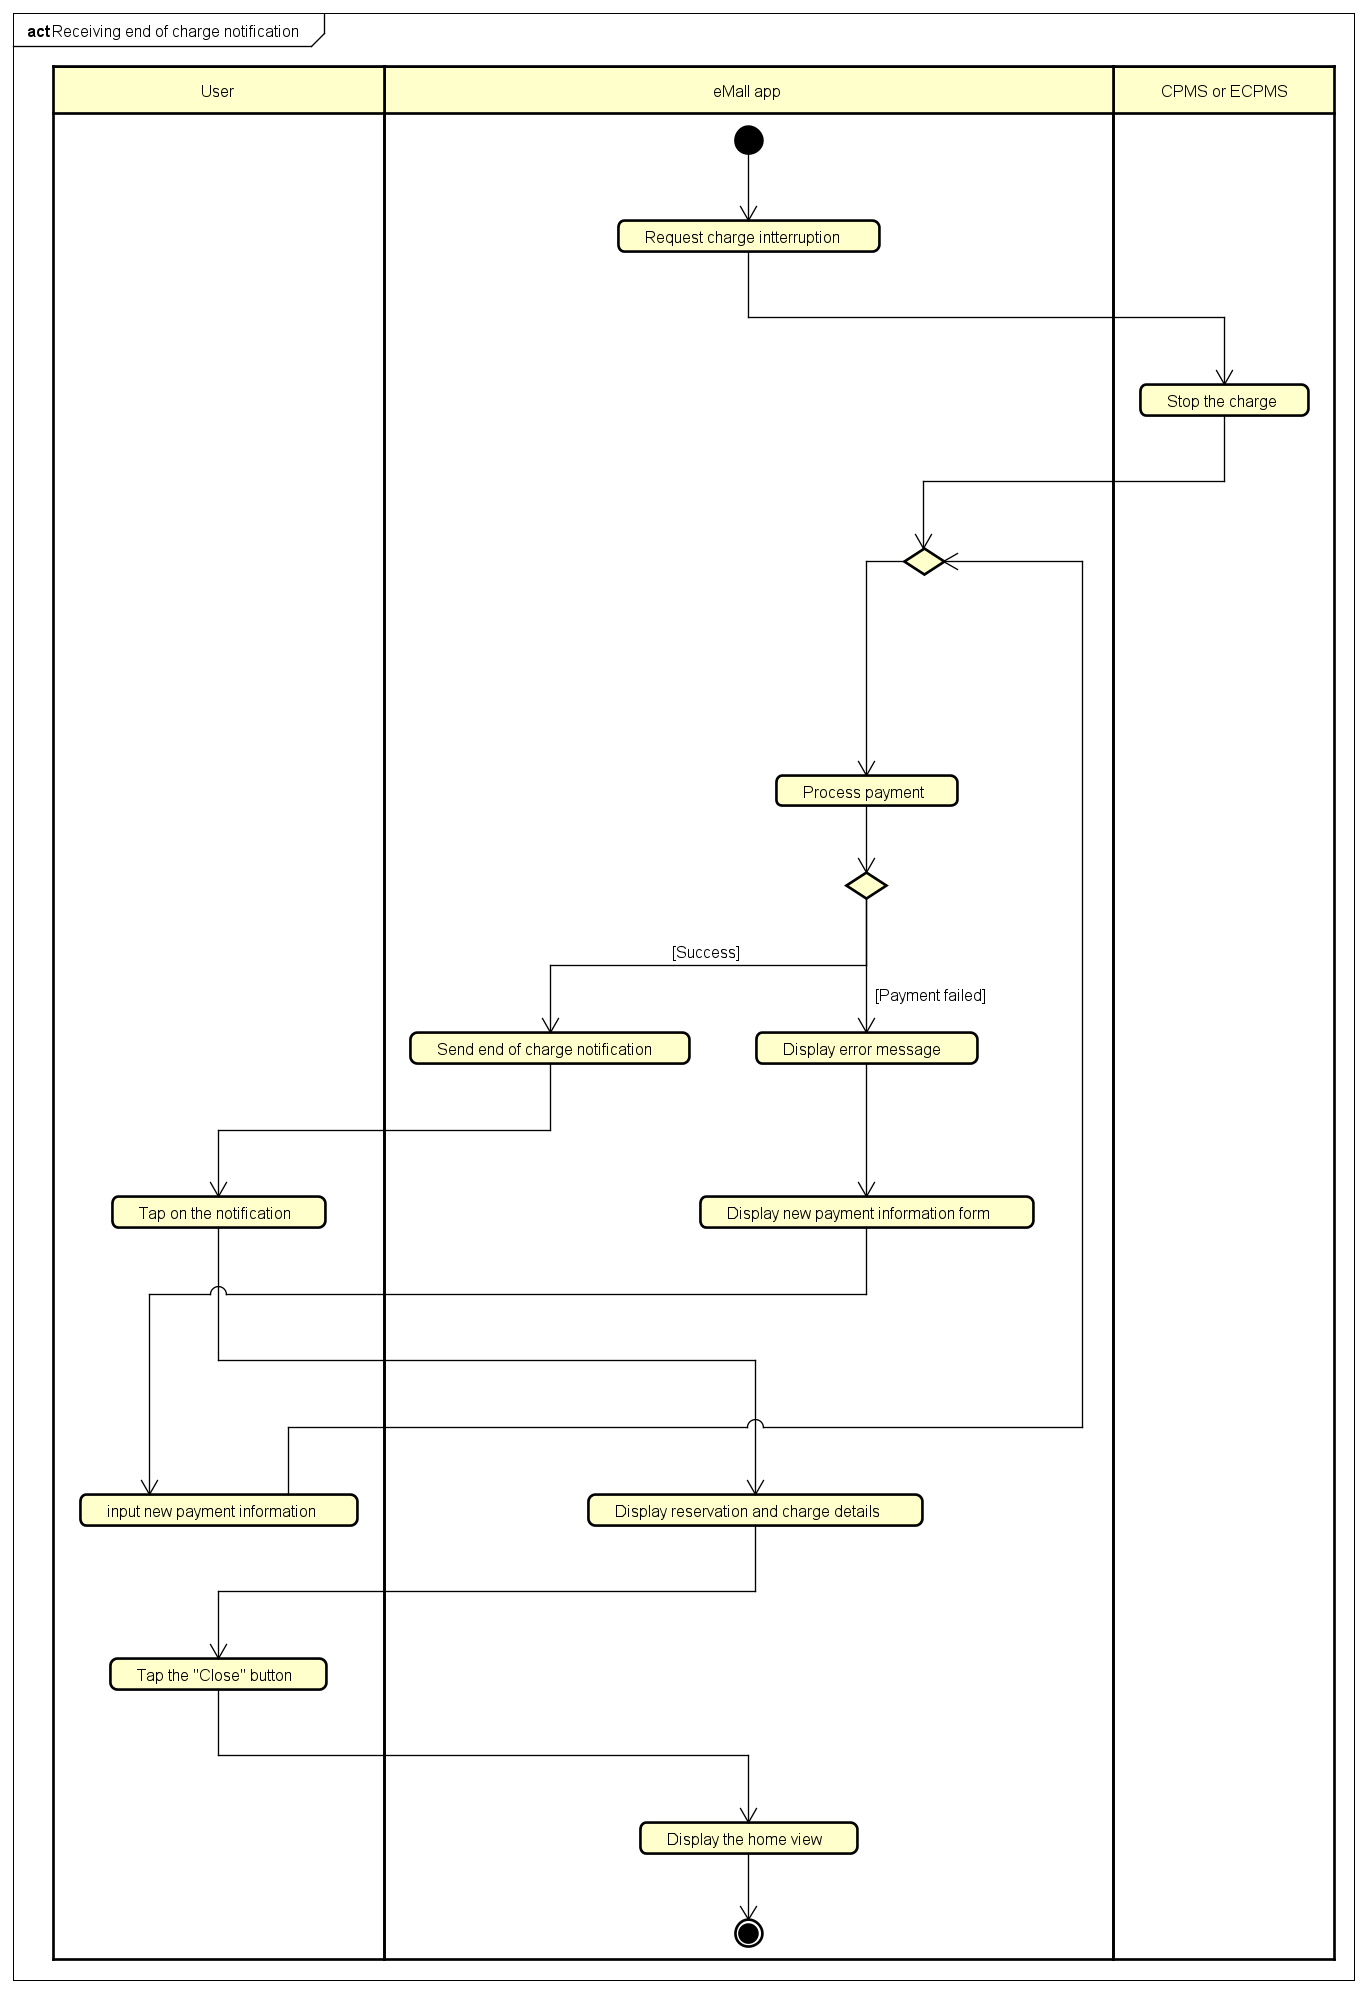 act Receiving end of charge notification
User
eMall app
CPMS or ECPMS
Request charge intterruption
Stop the charge
Process payment
[Success]
[Payment failed]
Send end of charge notification
Display error message
Tap on the notification
Display new payment information form
input new payment information
Display reservation and charge details
Tap the "Close" button
Display the home view